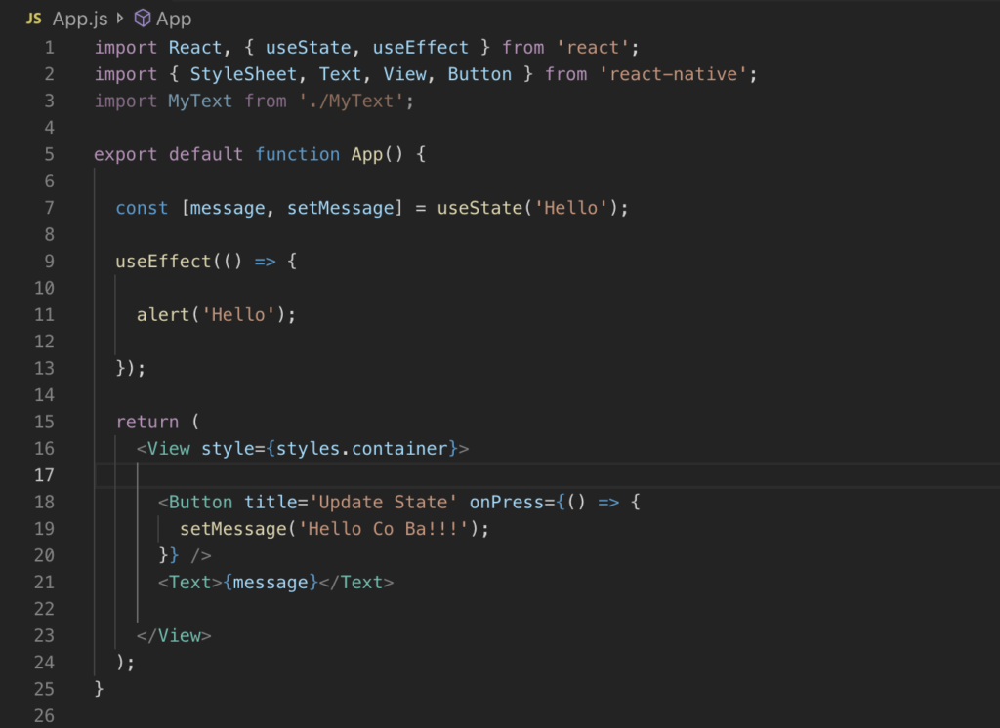 JS App.js App
1 import React, { useState, useEffect } from 'react';
2 import { StyleSheet, Text, View, Button } from 'react-native';
3 import MyText from './MyText';
4
5 export default function App() {
6
7 const [message, setMessage] = useState('Hello');
8
9 useEffect(() => {
10
11 alert('Hello');
12
13 });
14
15 return (
16 <View style={styles.container}>
17
18 <Button title='Update State' onPress={() => {
19 setMessage('Hello Co Ba!!!');
20 }} />
21 <Text>{message}</Text>
22
23 </View>
24 );
25 }
26